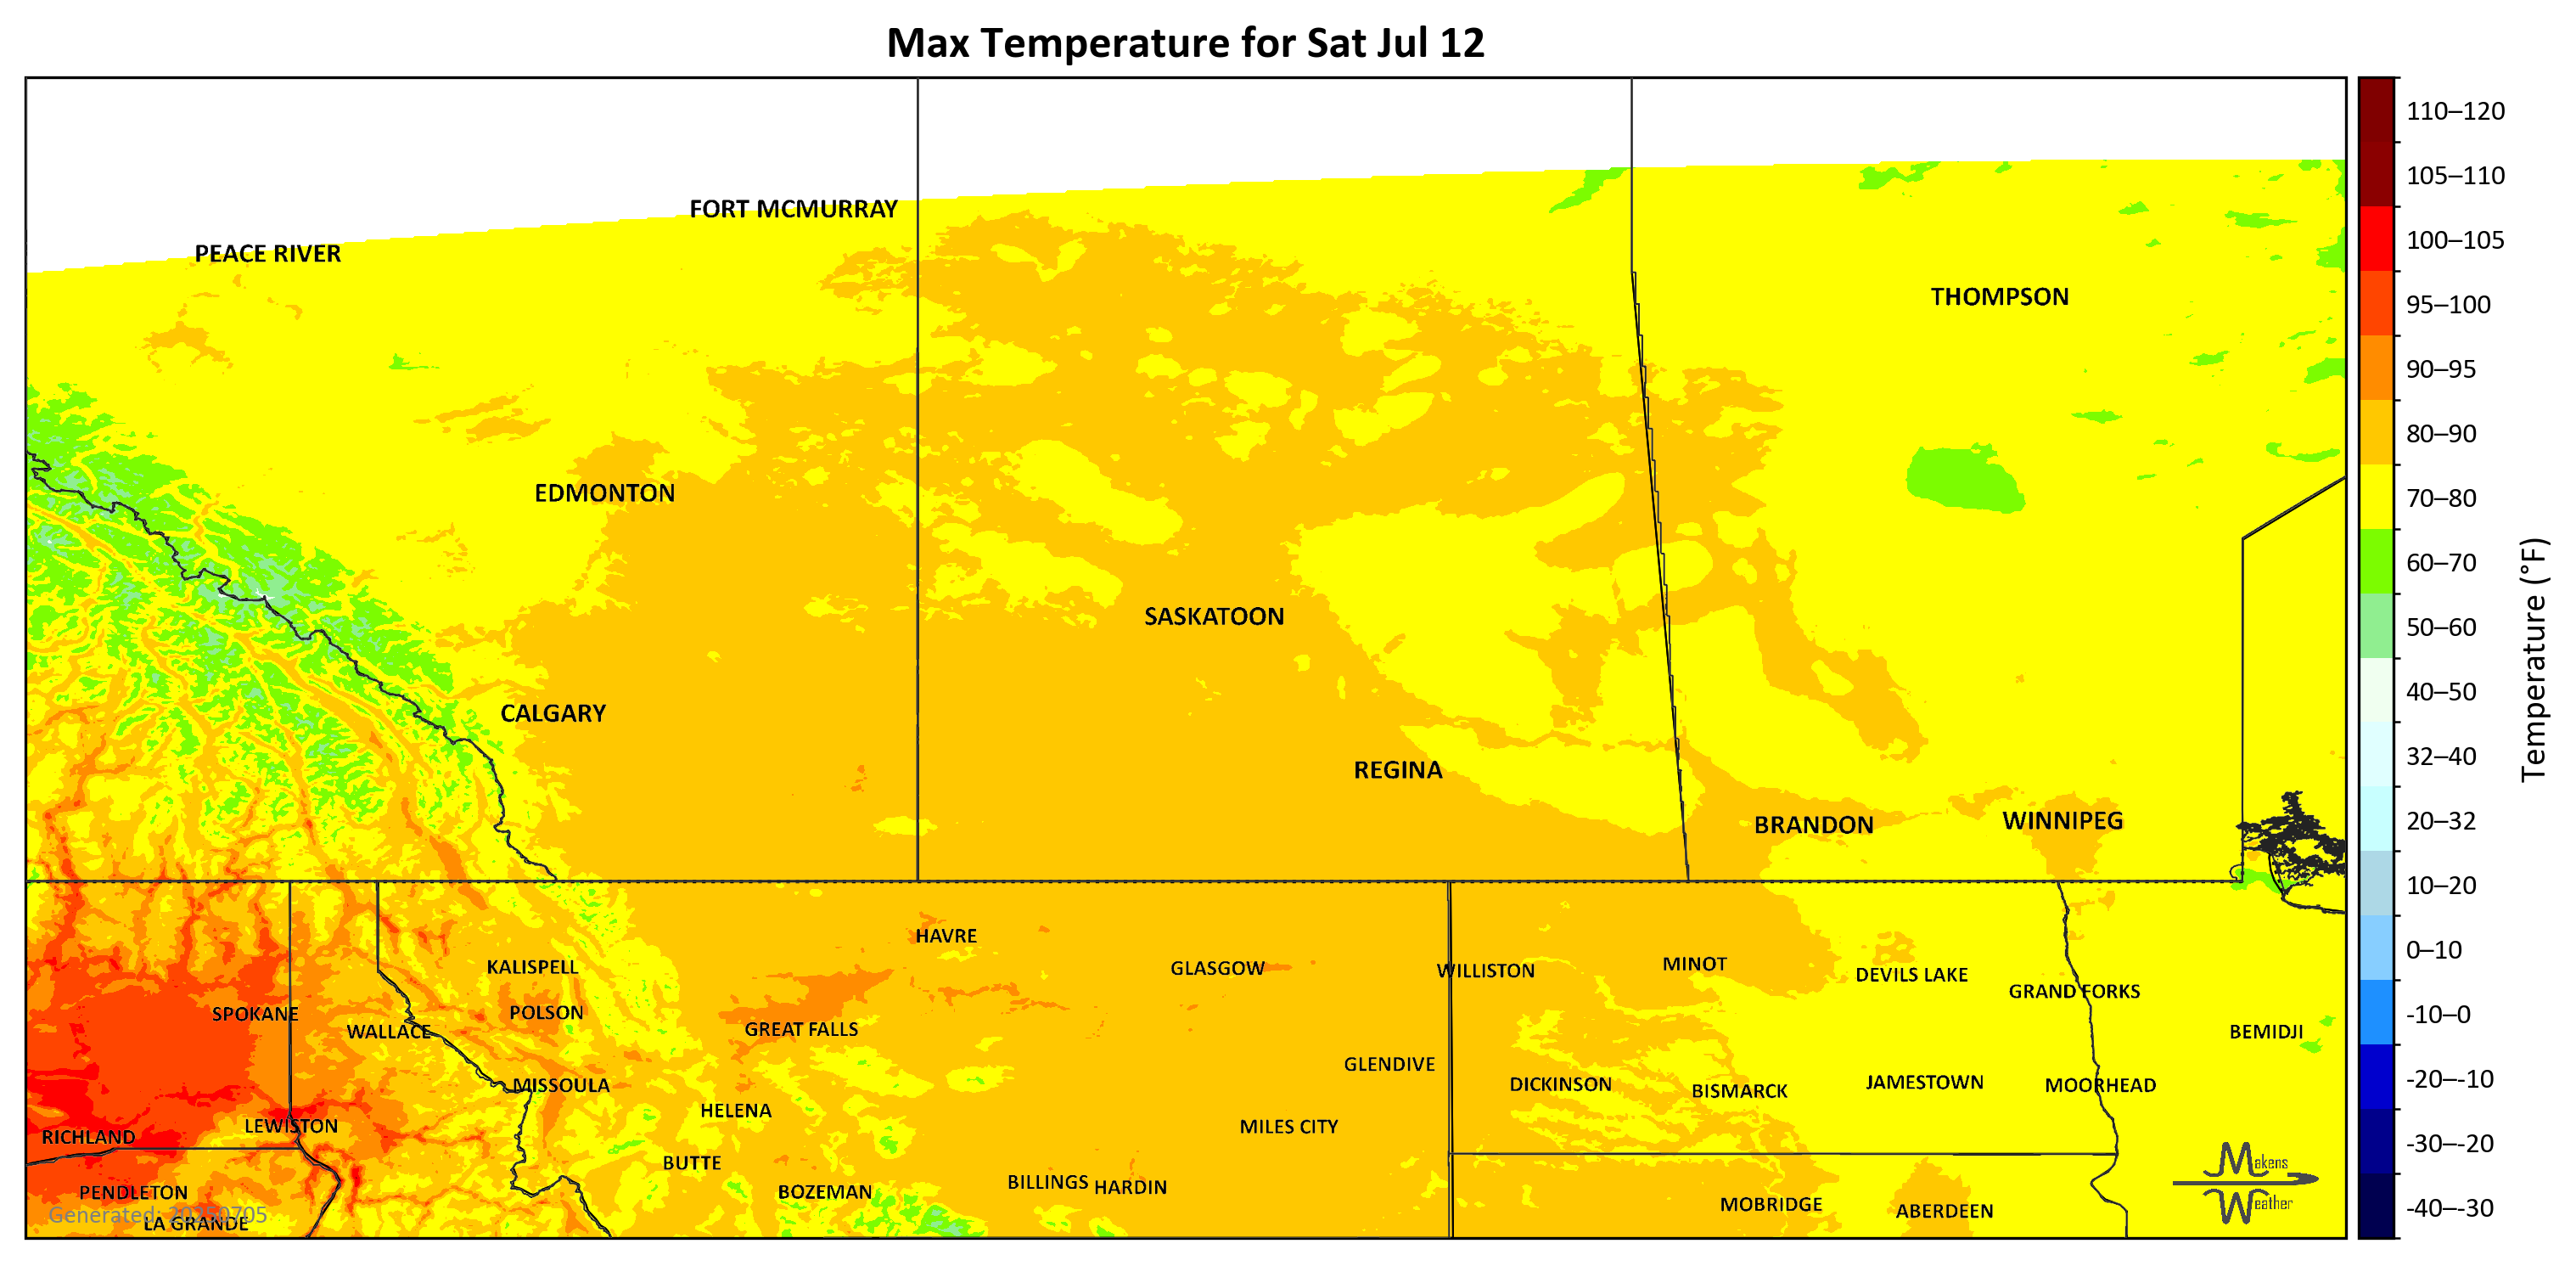 Max Temperature for Sat Jul 12
FORT MCMURRAY
PEACE RIVER
THOMPSON
EDMONTON
SASKATOON
CALGARY
REGINA
BRANDON
WINNIPEG
HAVRE
KALISPELL
GLASGOW
WILLISTON
MINOT
DEVILS LAKE
GRAND FORKS
SPOKANE
POLSON
WALLACE
GREAT FALLS
BEMIDJI
GLENDIVE
MISSOULA
DICKINSON
BISMARCK
JAMESTOWN
MOORHEAD
HELENA
LEWISTON
RICHLAND
MILES CITY
BUTTE
PENDLETON
BOZEMAN
BILLINGS
HARDIN
MOBRIDGE
ABERDEEN
LA GRANDE
Generated: 20250705
Makens
Weather
110–120
105–110
100–105
95–100
90–95
80–90
70–80
60–70
50–60
40–50
32–40
20–32
10–20
0–10
-10–0
-20–-10
-30–-20
-40–-30
Temperature (°F)